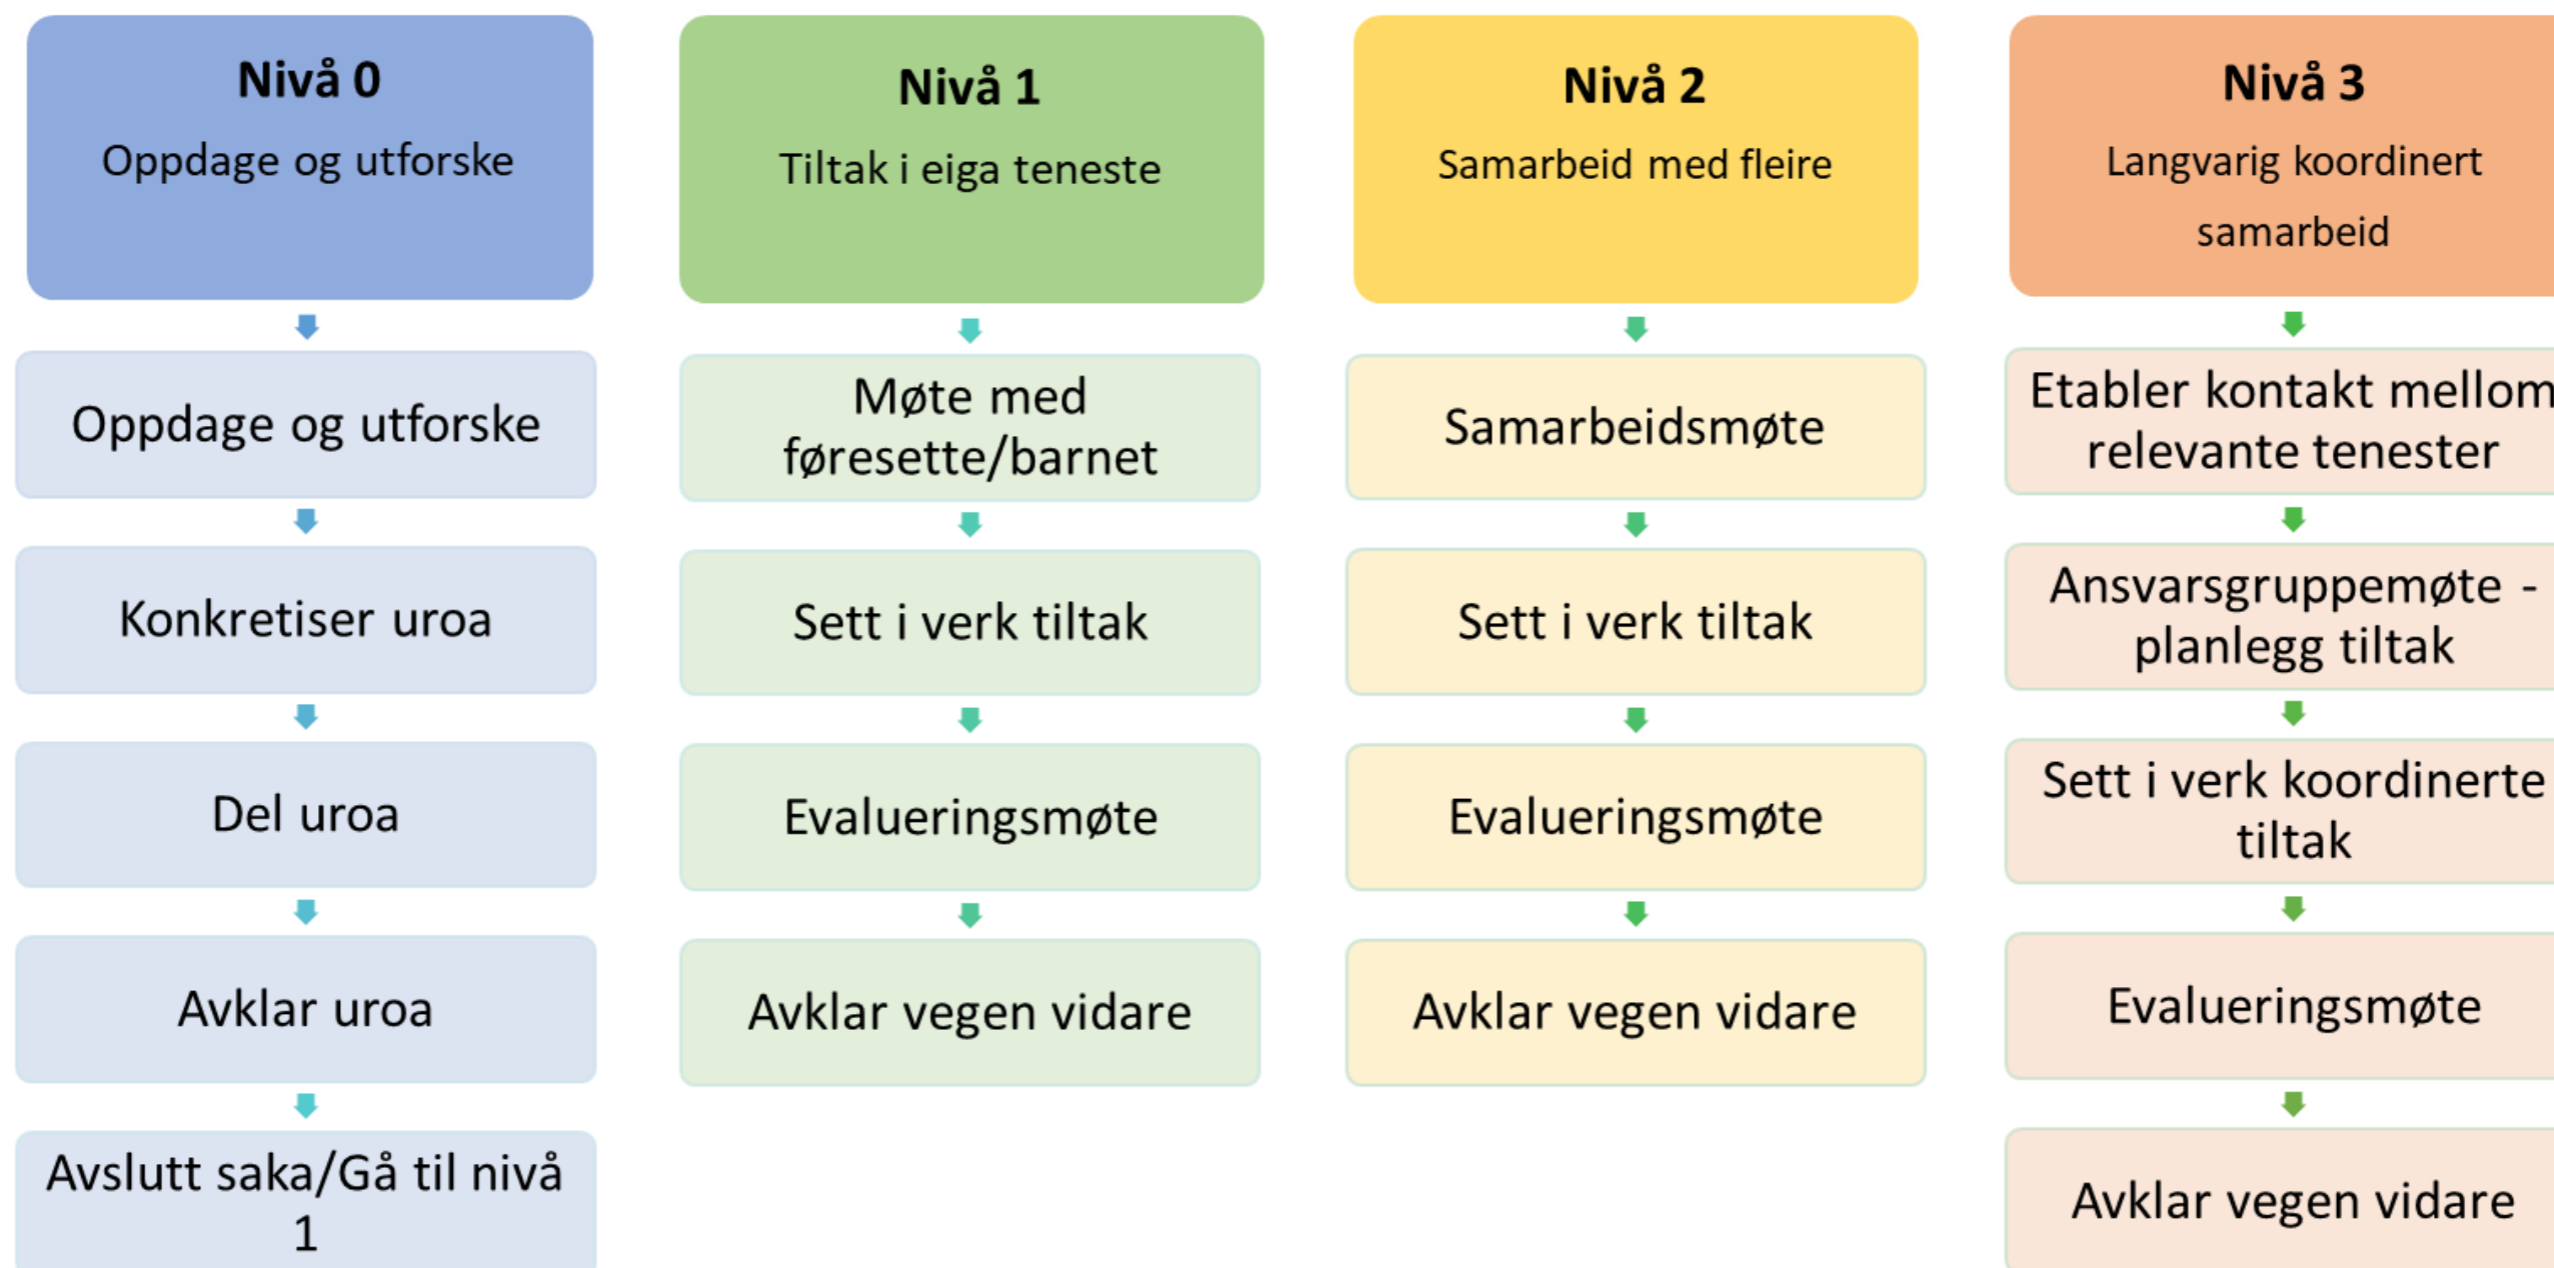 Nivå 0
Oppdage og utforske
Oppdage og utforske
Konkretiser uroa
Del uroa
Avklar uroa
Avslutt saka/Gå til nivå
1
Nivå 1
Tiltak i eiga teneste
Møte med
føresette/barnet
Sett i verk tiltak
Evalueringsmøte
Avklar vegen vidare
Nivå 2
Samarbeid med fleire
Samarbeidsmøte
Sett i verk tiltak
Evalueringsmøte
Avklar vegen vidare
Nivå 3
Langvarig koordinert
samarbeid
Etabler kontakt mellom
relevante tenester
Ansvarsgruppemøte -
planlegg tiltak
Sett i verk koordinerte
tiltak
Evalueringsmøte
Avklar vegen vidare